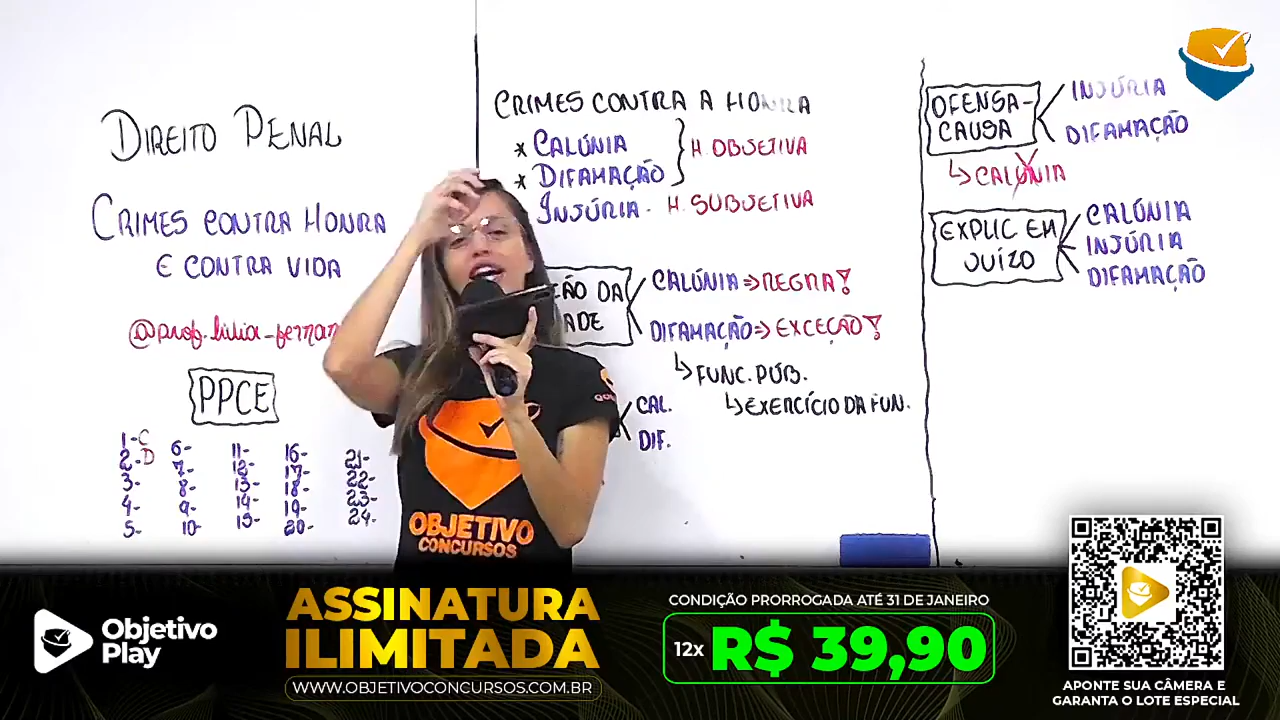 DIREITO PENAL
CRIMES CONTRA HONRA
E CONTRA VIDA
PPCE
1-C
2-D
3-
4-
5-
6-
7-
8-
9-
10-
11-
12-
13-
14-
15-
16-
17-
18-
19-
20-
21-
22-
23-
24-
CRIMES CONTRA A HONRA
* CALÚNIA
* DIFAMAÇÃO
H. OBJETIVA
INJÚRIA - H. SUBJETIVA
ÇÃO DA
ADE
CALÚNIA => REGRA!
DIFAMAÇÃO => EXCEÇÃO!
↳ FUNC. PÚB.
↳ EXERCÍCIO DA FUN.
CAL.
DIF.
OFENSA-
CAUSA
INJÚRIA
DIFAMAÇÃO
↳ CALÚNIA
EXPLIC EM
JUÍZO
CALÚNIA
INJÚRIA
DIFAMAÇÃO
OBJETIVO
CONCURSOS
Objetivo
Play
ASSINATURA
ILIMITADA
WWW.OBJETIVOCONCURSOS.COM.BR
CONDIÇÃO PRORROGADA ATÉ 31 DE JANEIRO
12x R$ 39,90
APONTE SUA CÂMERA E
GARANTA O LOTE ESPECIAL